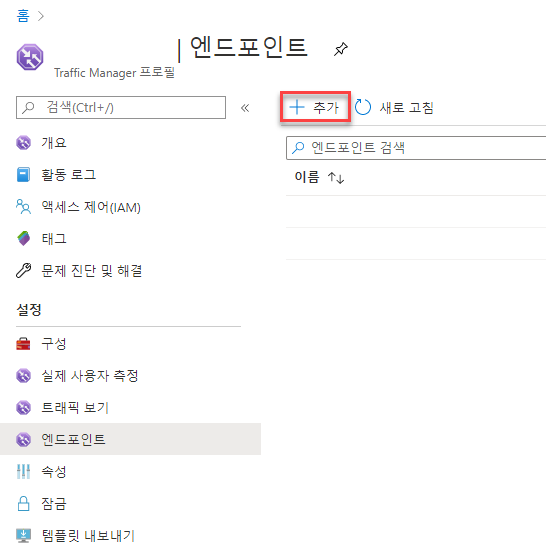 홈 >
| 엔드포인트
Traffic Manager 프로필
검색(Ctrl+/) «
추가 새로 고침
엔드포인트 검색
이름 ↑↓
개요
활동 로그
액세스 제어(IAM)
태그
문제 진단 및 해결
설정
구성
실제 사용자 측정
트래픽 보기
엔드포인트
속성
잠금
템플릿 내보내기